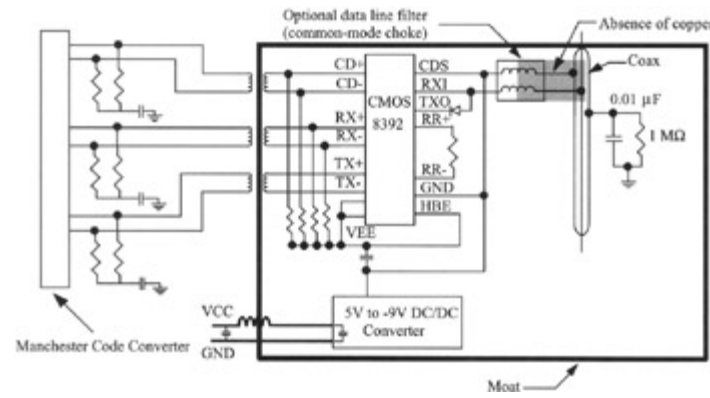 Optional data line filter
(common-mode choke)
Absence of copper
Coax
CD+
CD-
RX+
RX-
TX+
TX-
CMOS
8392
CDS
RXI
TXO
RR+
RR-
GND
HBE
VEE
0.01 µF
1 MΩ
5V to -9V DC/DC
Converter
VCC
GND
Manchester Code Converter
Moat